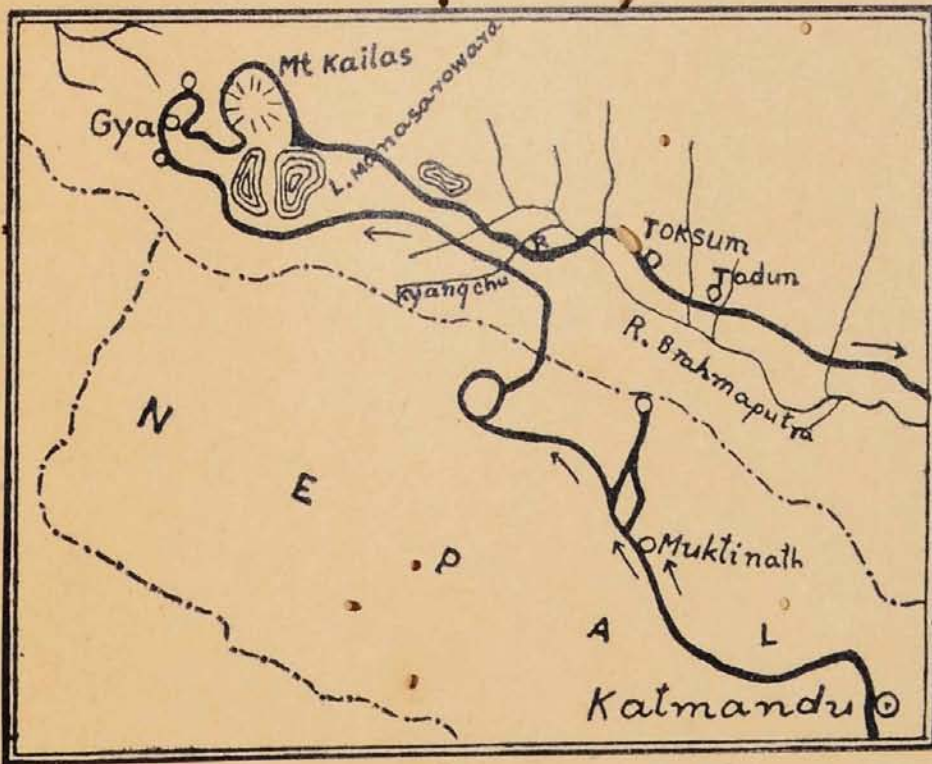 Mt Kailas
Gya
L. Manasarowara
TOKSUM
Tadun
R.
Kyangchu
R. Brahmaputra
N E P A L
Muktinath
Katmandu